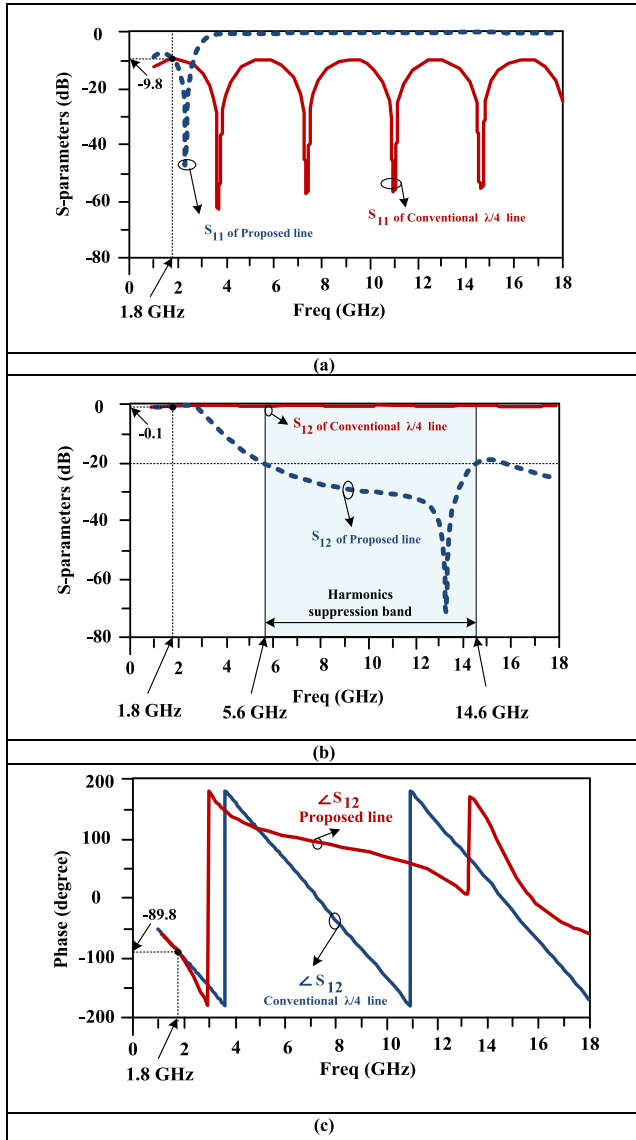 0
-20
-40
-60
-80
S-parameters (dB)
-9.8
S11 of Proposed line
S11 of Conventional λ/4 line
0 2 4 6 8 10 12 14 16 18
1.8 GHz
Freq (GHz)
(a)
0
-20
-40
-60
-80
S-parameters (dB)
-0.1
S12 of Conventional λ/4 line
S12 of Proposed line
Harmonics
suppression band
0 2 4 6 8 10 12 14 16 18
Freq (GHz)
1.8 GHz
5.6 GHz
14.6 GHz
(b)
200
100
0
-100
-200
Phase (degree)
-89.8
∠S12
Proposed line
∠S12
Conventional λ/4 line
0 2 4 6 8 10 12 14 16 18
1.8 GHz
Freq (GHz)
(c)